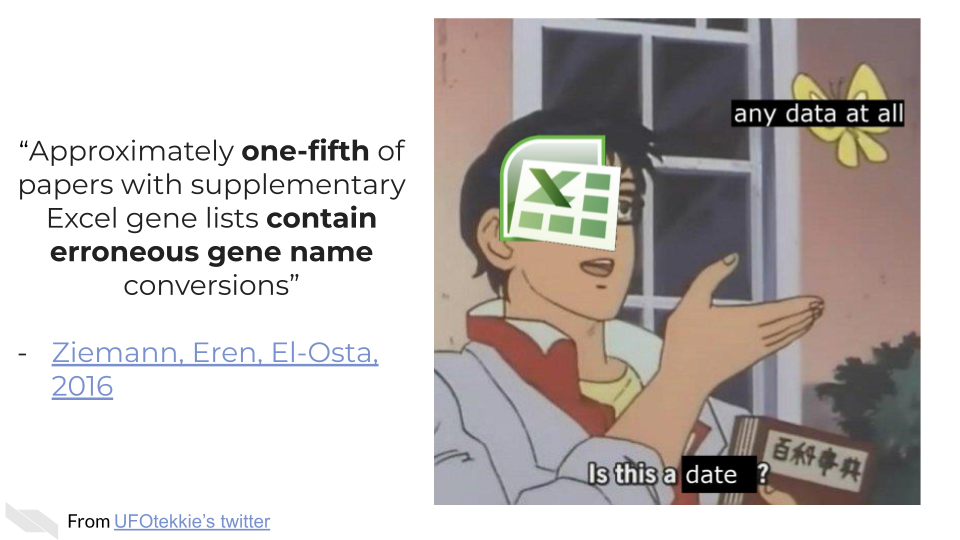 “Approximately one-fifth of
papers with supplementary
Excel gene lists contain
erroneous gene name
conversions”
- Ziemann, Eren, El-Osta,
2016
any data at all
百科事典
Is this a date ?
From UFOtekkie’s twitter